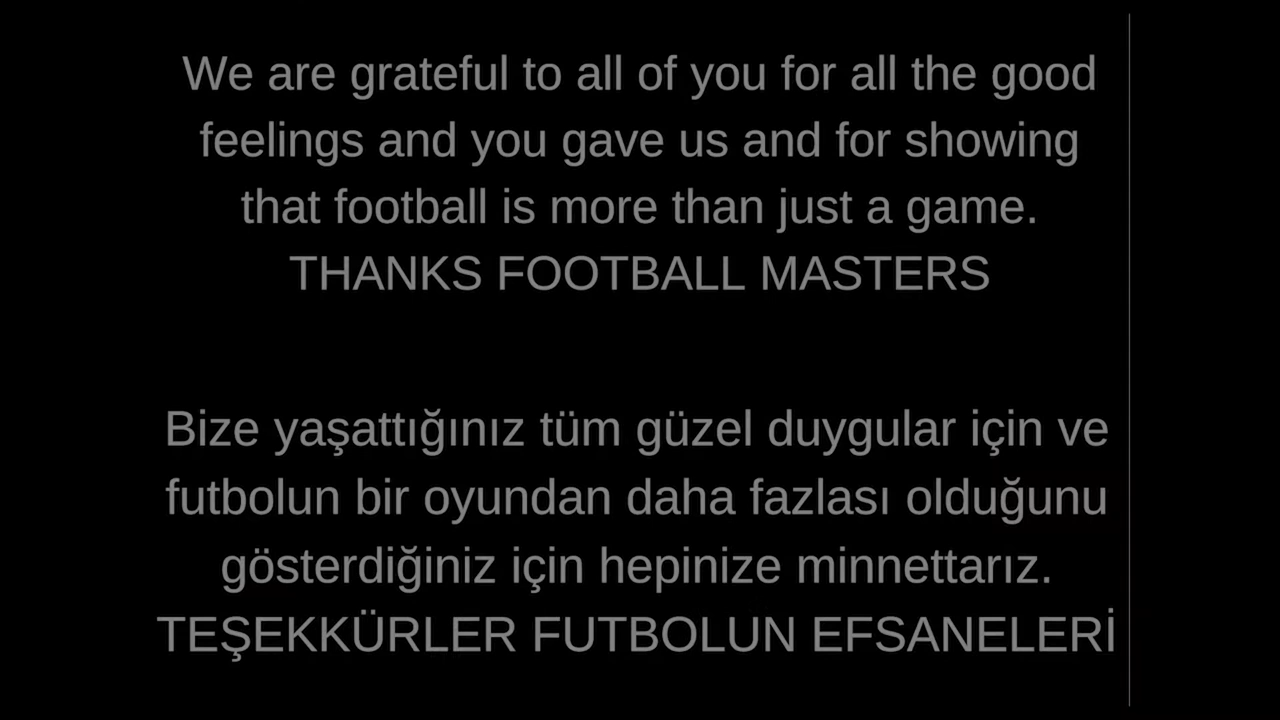 We are grateful to all of you for all the good
feelings and you gave us and for showing
that football is more than just a game.
THANKS FOOTBALL MASTERS
Bize yaşattığınız tüm güzel duygular için ve
futbolun bir oyundan daha fazlası olduğunu
gösterdiğiniz için hepinize minnettarız.
TEŞEKKÜRLER FUTBOLUN EFSANELERİ